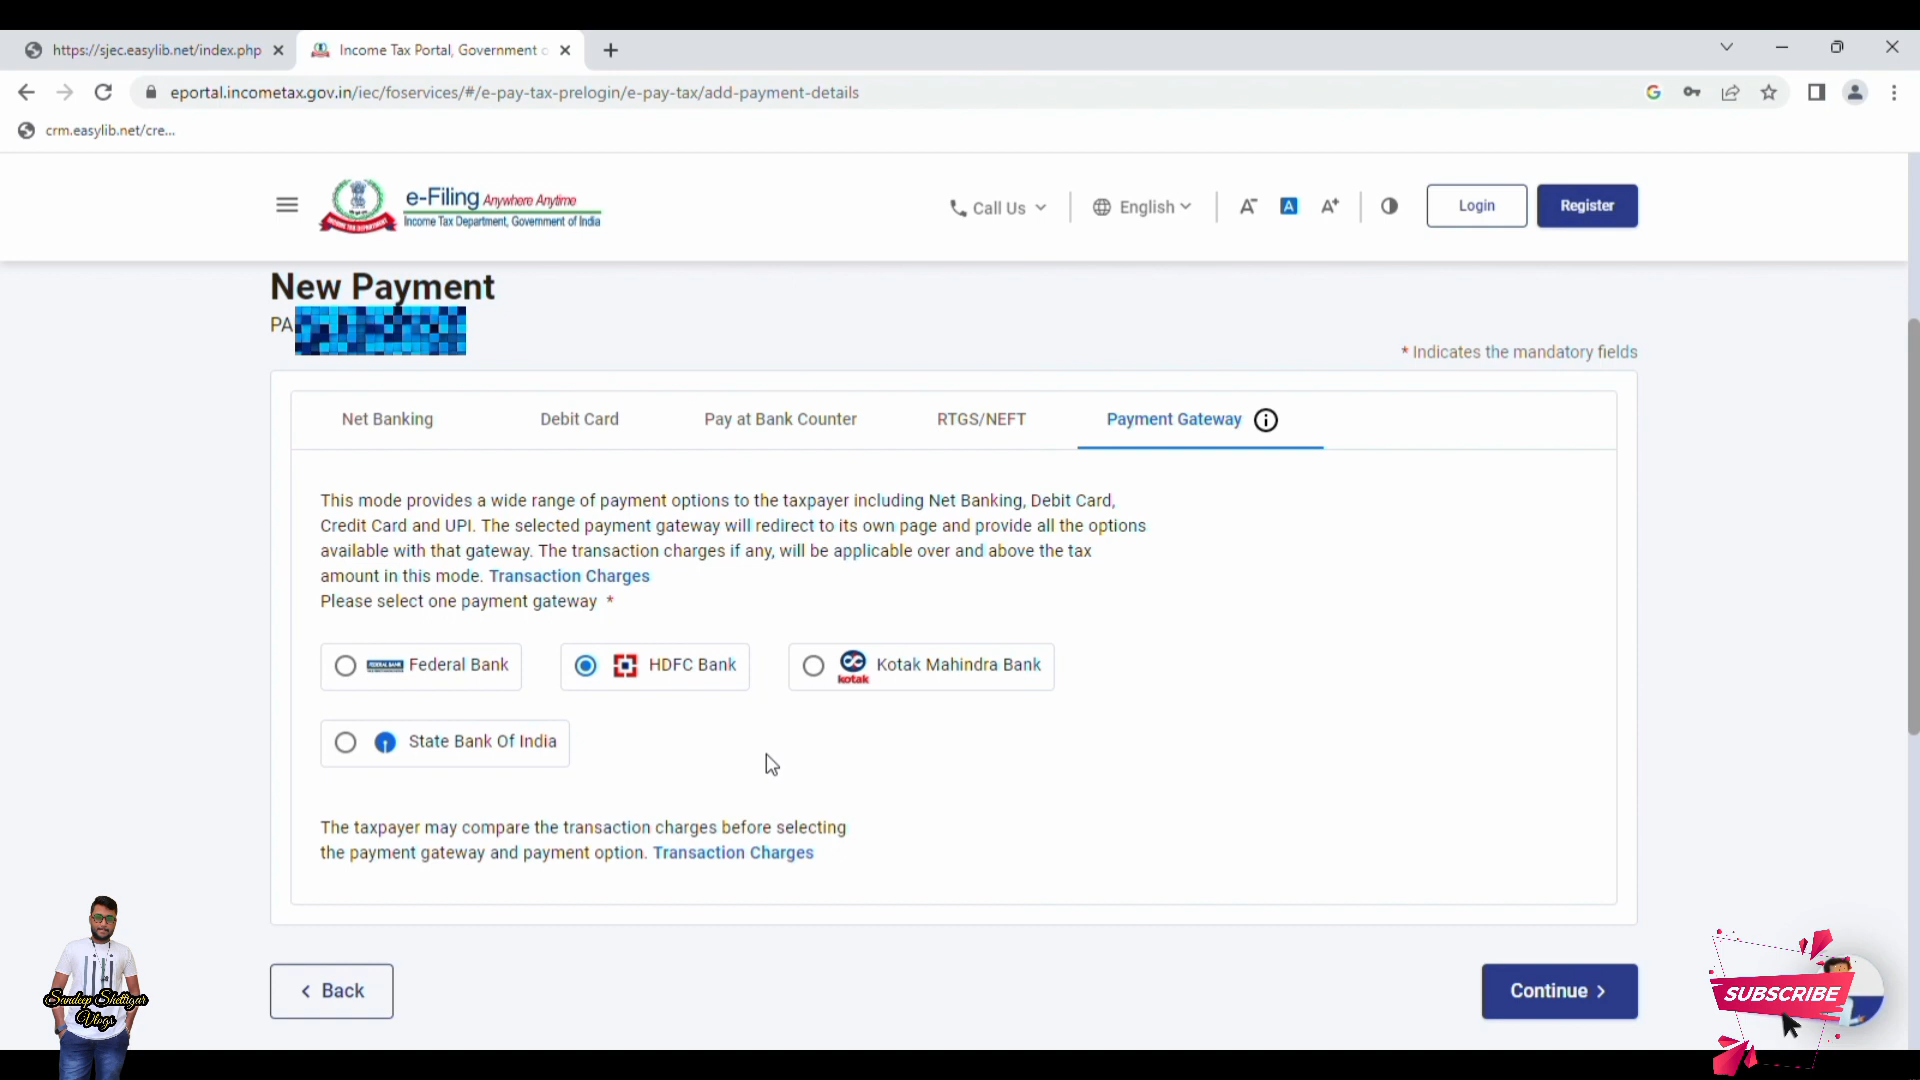 https://sjec.easylib.net/index.php
Income Tax Portal, Government o
eportal.incometax.gov.in/iec/foservices/#/e-pay-tax-prelogin/e-pay-tax/add-payment-details
crm.easylib.net/cre...
e-Filing Anywhere Anytime
Income Tax Department, Government of India
Call Us
English
A-
A
A+
Login
Register
New Payment
PA
* Indicates the mandatory fields
Net Banking
Debit Card
Pay at Bank Counter
RTGS/NEFT
Payment Gateway
This mode provides a wide range of payment options to the taxpayer including Net Banking, Debit Card,
Credit Card and UPI. The selected payment gateway will redirect to its own page and provide all the options
available with that gateway. The transaction charges if any, will be applicable over and above the tax
amount in this mode. Transaction Charges
Please select one payment gateway *
FEDERAL BANK Federal Bank
HDFC Bank
kotak Kotak Mahindra Bank
State Bank Of India
The taxpayer may compare the transaction charges before selecting
the payment gateway and payment option. Transaction Charges
Back
Continue
Sandeep Shettigar
Vlogs
SUBSCRIBE